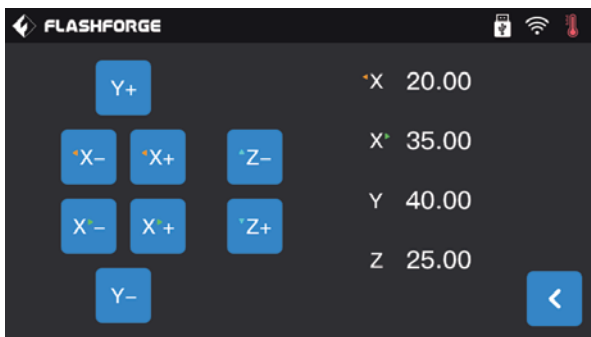 FLASHFORGE
Y+
X−
X+
Z−
X−
X+
Z+
Y−
X 20.00
X 35.00
Y 40.00
Z 25.00